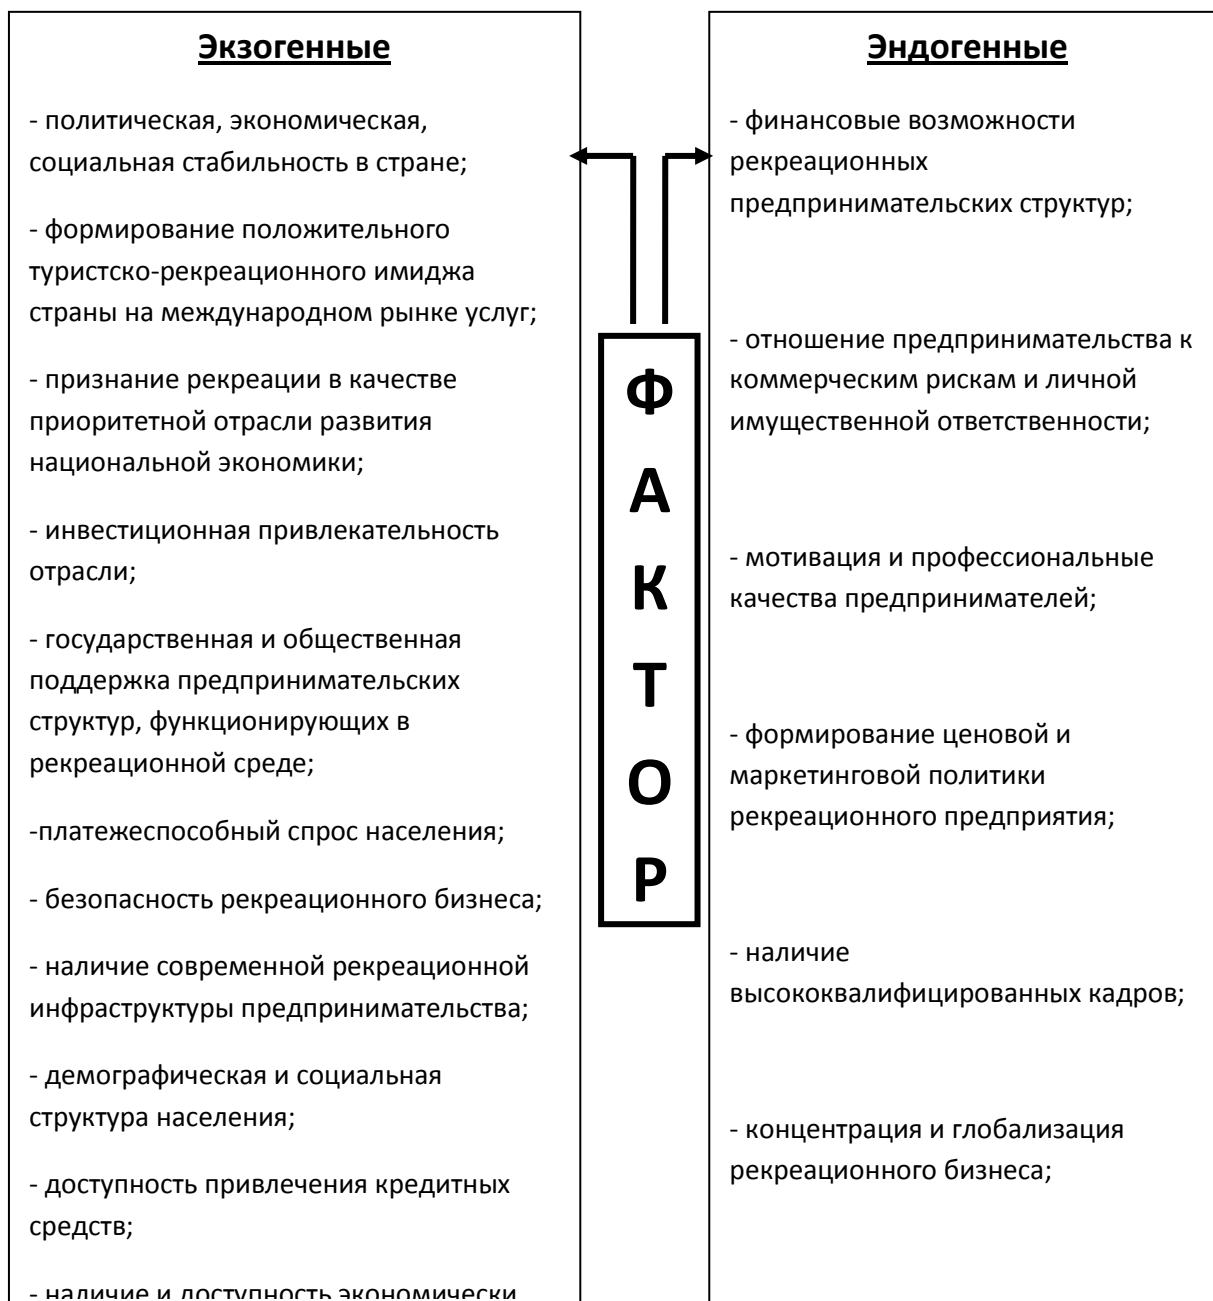 Экзогенные
- политическая, экономическая,
социальная стабильность в стране;
- формирование положительного
туристско-рекреационного имиджа
страны на международном рынке услуг;
- признание рекреации в качестве
приоритетной отрасли развития
национальной экономики;
- инвестиционная привлекательность
отрасли;
- государственная и общественная
поддержка предпринимательских
структур, функционирующих в
рекреационной среде;
-платежеспособный спрос населения;
- безопасность рекреационного бизнеса;
- наличие современной рекреационной
инфраструктуры предпринимательства;
- демографическая и социальная
структура населения;
- доступность привлечения кредитных
средств;
- наличие и доступность экономически
Ф
А
К
Т
О
Р
Эндогенные
- финансовые возможности
рекреационных
предпринимательских структур;
- отношение предпринимательства к
коммерческим рискам и личной
имущественной ответственности;
- мотивация и профессиональные
качества предпринимателей;
- формирование ценовой и
маркетинговой политики
рекреационного предприятия;
- наличие
высококвалифицированных кадров;
- концентрация и глобализация
рекреационного бизнеса;